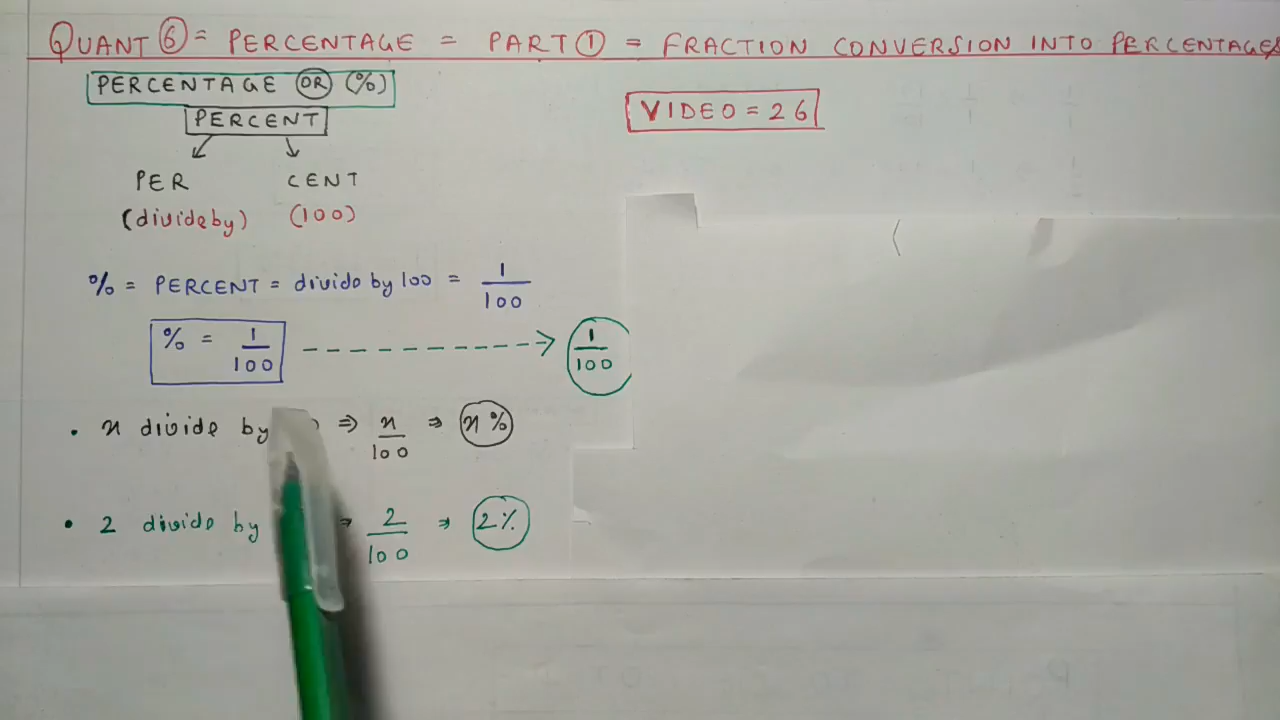 QUANT 6 = PERCENTAGE = PART 1 = FRACTION CONVERSION INTO PERCENTAGES
PERCENTAGE OR (%)
VIDEO = 26
PERCENT
PER CENT
(divide by) (100)
% = PERCENT = divide by 100 = 1/100
% = 1/100 -----------> 1/100
• x divide by ⇒ x/100 ⇒ x%
• 2 divide by ⇒ 2/100 ⇒ 2%